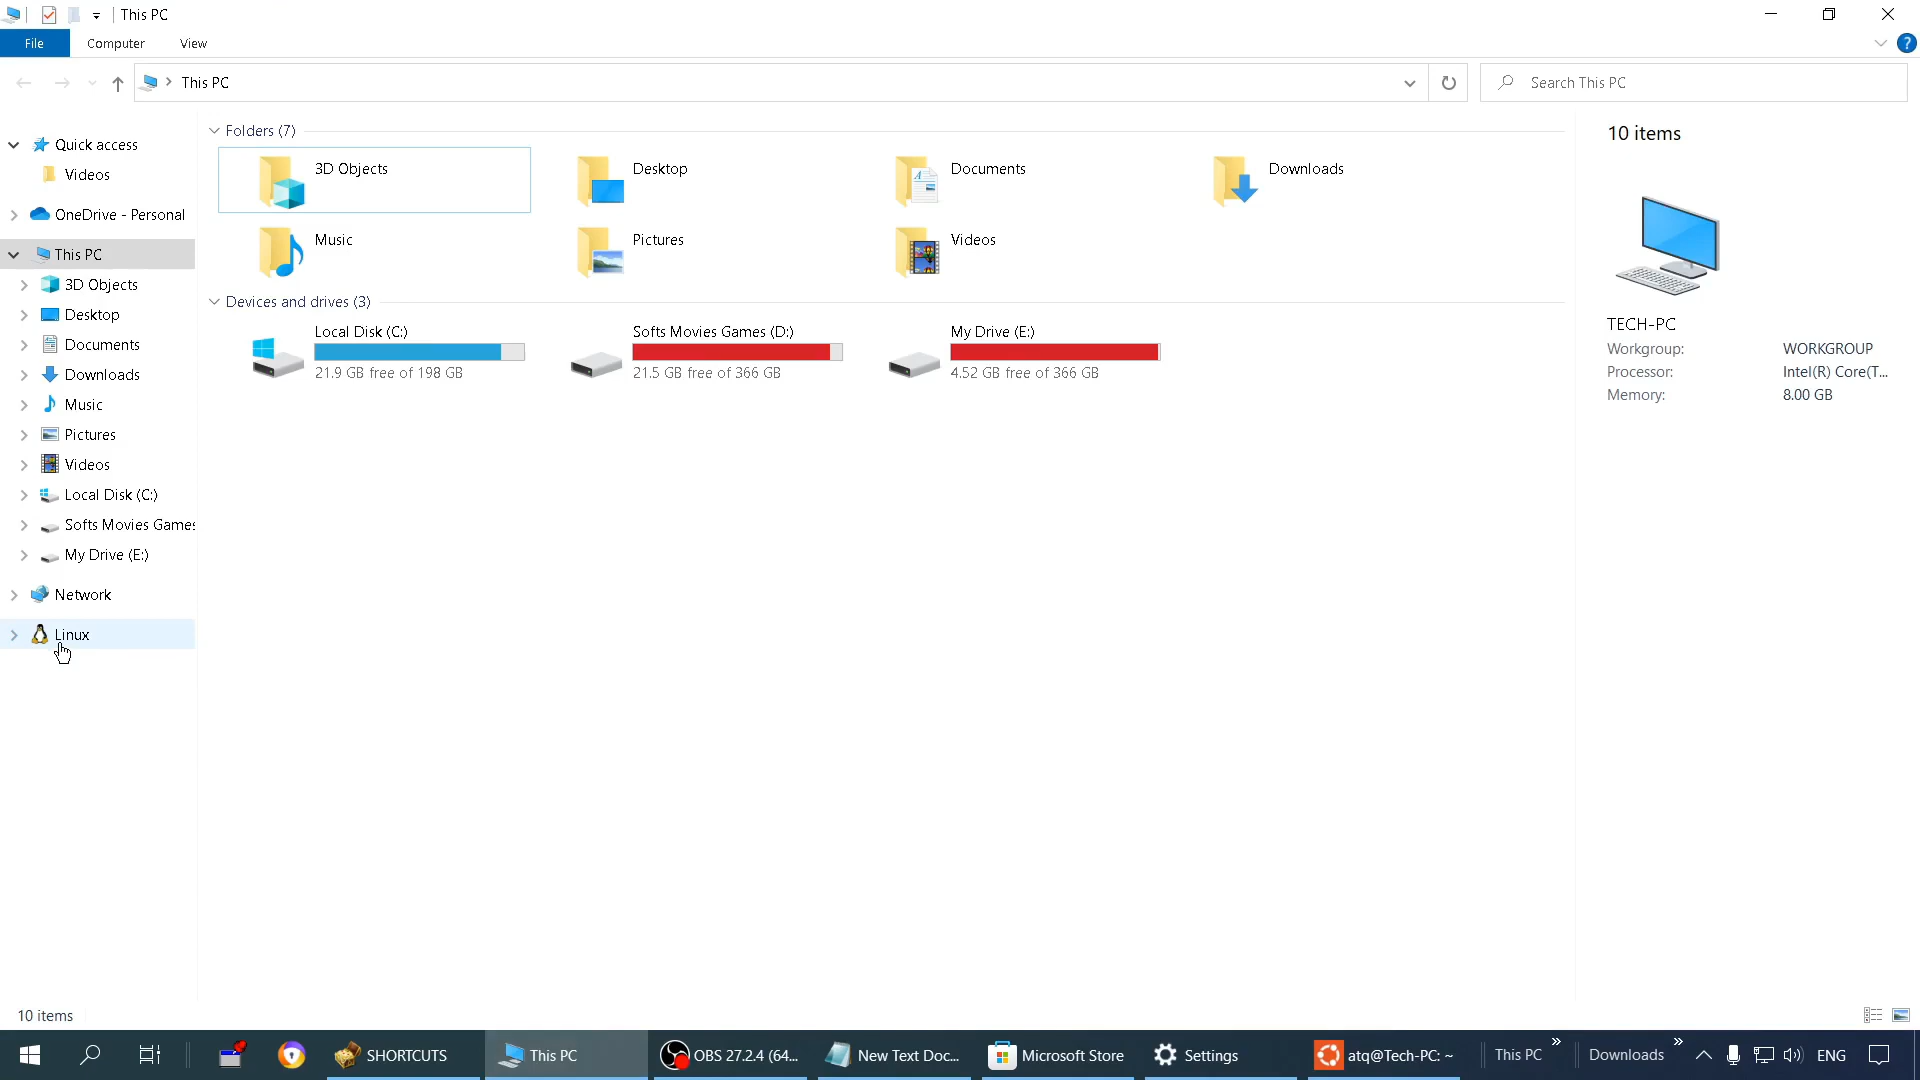 This PC
File
Computer
View
This PC
Search This PC
Quick access
Videos
OneDrive - Personal
This PC
3D Objects
Desktop
Documents
Downloads
Music
Pictures
Videos
Local Disk (C:)
Softs Movies Games
My Drive (E:)
Network
Linux
Folders (7)
3D Objects
Desktop
Documents
Downloads
Music
Pictures
Videos
Devices and drives (3)
Local Disk (C:)
21.9 GB free of 198 GB
Softs Movies Games (D:)
21.5 GB free of 366 GB
My Drive (E:)
4.52 GB free of 366 GB
10 items
TECH-PC
Workgroup: WORKGROUP
Processor: Intel(R) Core(T...
Memory: 8.00 GB
10 items
SHORTCUTS
This PC
OBS 27.2.4 (64...
New Text Doc...
Microsoft Store
Settings
atq@Tech-PC: ~
This PC
Downloads
ENG